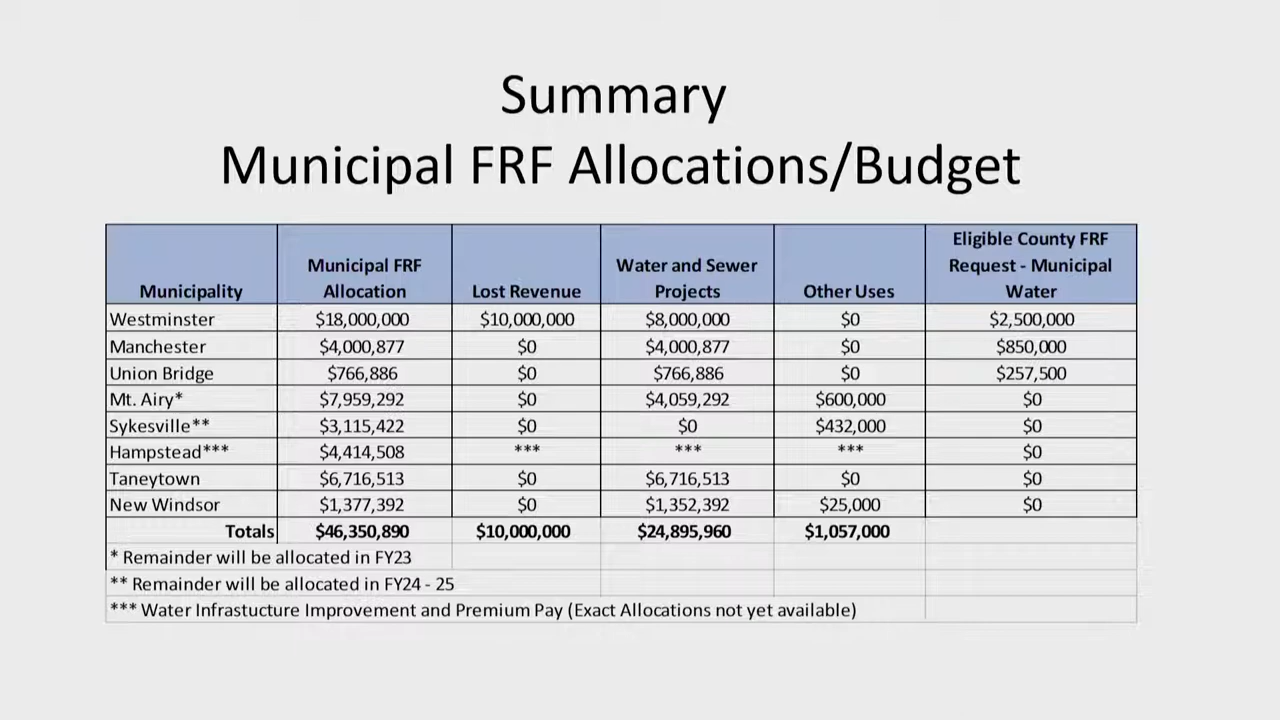 Summary
Municipal FRF Allocations/Budget
Municipality | Municipal FRF Allocation | Lost Revenue | Water and Sewer Projects | Other Uses | Eligible County FRF Request - Municipal Water
Westminster $18,000,000 $10,000,000 $8,000,000 $0 $2,500,000
Manchester $4,000,877 $0 $4,000,877 $0 $850,000
Union Bridge $766,886 $0 $766,886 $0 $257,500
Mt. Airy* $7,959,292 $0 $4,059,292 $600,000 $0
Sykesville** $3,115,422 $0 $0 $432,000 $0
Hampstead*** $4,414,508 *** *** *** $0
Taneytown $6,716,513 $0 $6,716,513 $0 $0
New Windsor $1,377,392 $0 $1,352,392 $25,000 $0
Totals $46,350,890 $10,000,000 $24,895,960 $1,057,000
* Remainder will be allocated in FY23
** Remainder will be allocated in FY24 - 25
*** Water Infrastucture Improvement and Premium Pay (Exact Allocations not yet available)